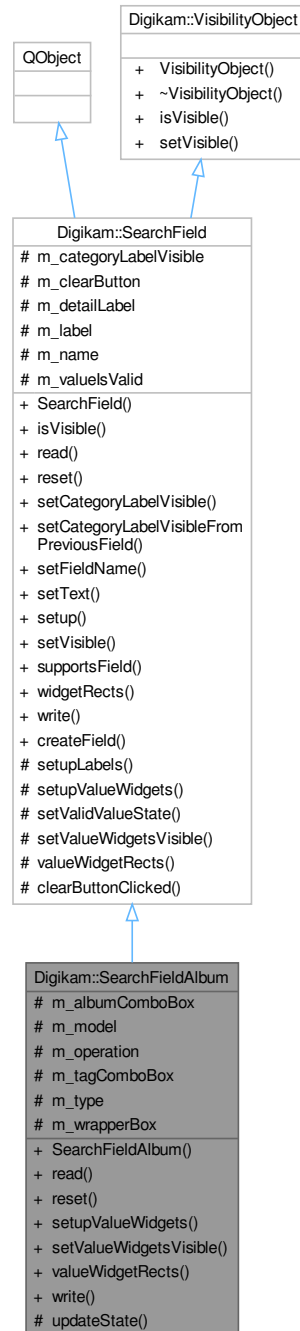 Digikam::VisibilityObject
+ VisibilityObject()
+ ~VisibilityObject()
+ isVisible()
+ setVisible()
QObject
Digikam::SearchField
# m_categoryLabelVisible
# m_clearButton
# m_detailLabel
# m_label
# m_name
# m_valueIsValid
+ SearchField()
+ isVisible()
+ read()
+ reset()
+ setCategoryLabelVisible()
+ setCategoryLabelVisibleFrom
PreviousField()
+ setFieldName()
+ setText()
+ setup()
+ setVisible()
+ supportsField()
+ widgetRects()
+ write()
+ createField()
# setupLabels()
# setupValueWidgets()
# setValidValueState()
# setValueWidgetsVisible()
# valueWidgetRects()
# clearButtonClicked()
Digikam::SearchFieldAlbum
# m_albumComboBox
# m_model
# m_operation
# m_tagComboBox
# m_type
# m_wrapperBox
+ SearchFieldAlbum()
+ read()
+ reset()
+ setupValueWidgets()
+ setValueWidgetsVisible()
+ valueWidgetRects()
+ write()
# updateState()